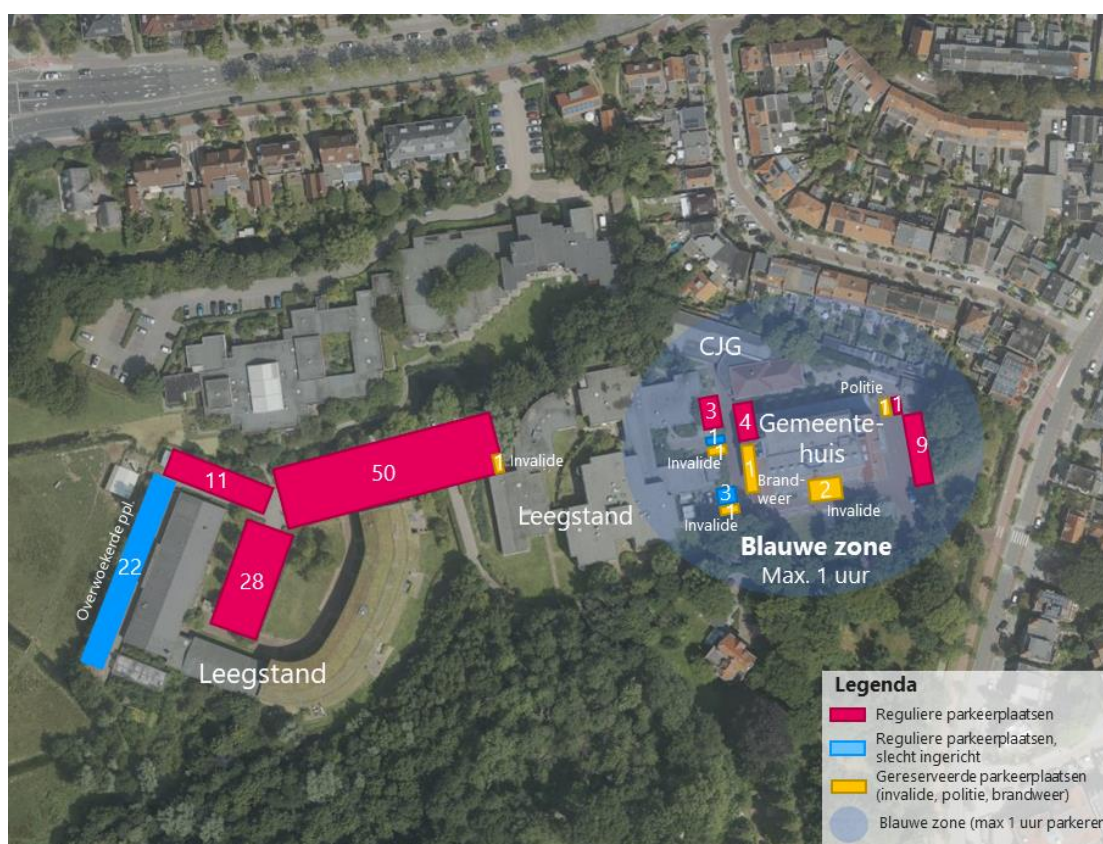 CJG
Politie
3
4
1
1
Gemeente-
huis
9
1
1
Invalide
50
1
Invalide
11
1
Brand-
weer
2
Invalide
3
1
Invalide
Leegstand
Overwoekerde ppl.
22
28
Blauwe zone
Max. 1 uur
Leegstand
Legenda
Reguliere parkeerplaatsen
Reguliere parkeerplaatsen,
slecht ingericht
Gereserveerde parkeerplaatsen
(invalide, politie, brandweer)
Blauwe zone (max 1 uur parkeren